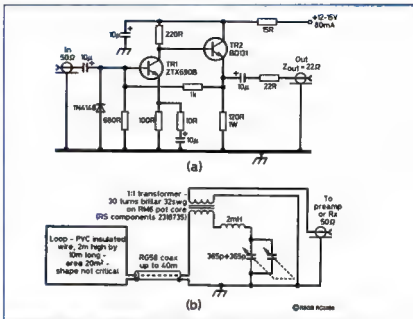 10μ
220R
15R
+12-15V
80mA
TR2
BD131
In
50Ω
10μ
TR1
ZTX690B
Out
Zout = 22Ω
10μ
22R
1k
1N4148
680R
100R
10R
10μ
120R
1W
(a)
1:1 transformer -
30 turns bifilar 32swg
on RM6 pot core
(RS components 2318735)
To
preamp
or Rx
50Ω
2mH
Loop - PVC insulated
wire, 2m high by
10m long -
area 20m² -
shape not critical
RG58 coax
up to 40m
365p+365p
(b)